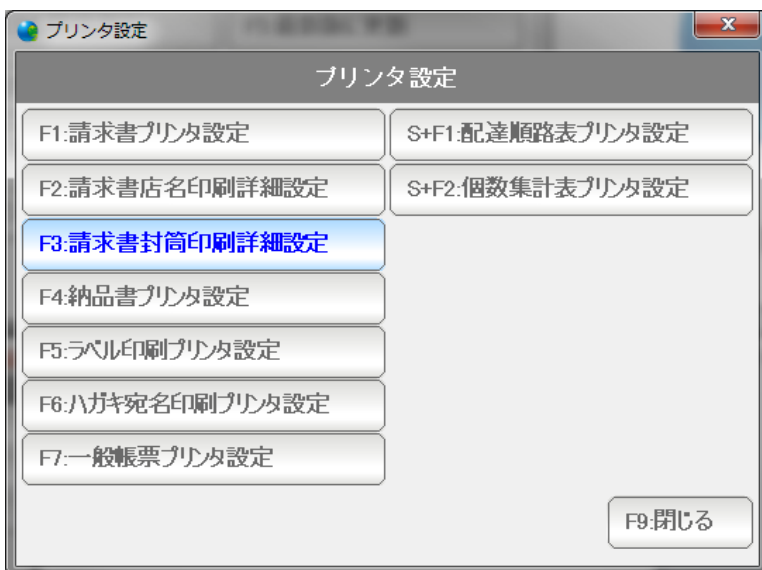 プリンタ設定
プリンタ設定
F1:請求書プリンタ設定
F2:請求書店名印刷詳細設定
F3:請求書封筒印刷詳細設定
F4:納品書プリンタ設定
F5:ラベル印刷プリンタ設定
F6:ハガキ宛名印刷プリンタ設定
F7:一般帳票プリンタ設定
S+F1:配達順路表プリンタ設定
S+F2:個数集計表プリンタ設定
F9:閉じる